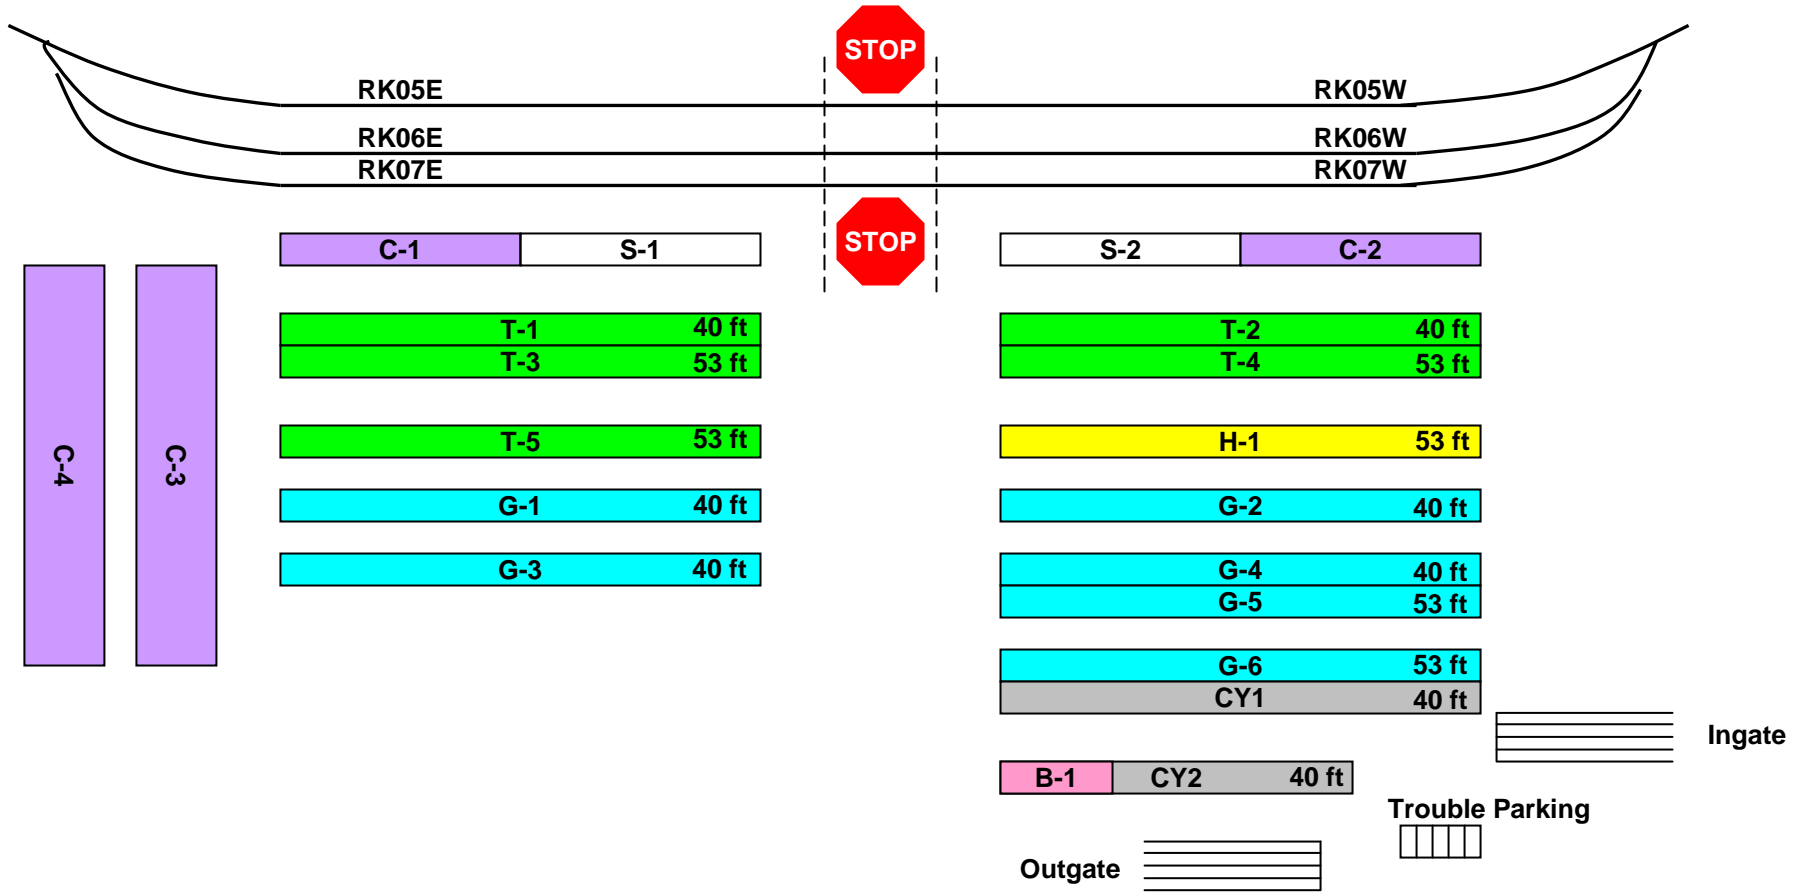 STOP
RK05E
RK05W
RK06E
RK06W
RK07E
RK07W
STOP
C-1
S-1
S-2
C-2
T-1 40 ft
T-2 40 ft
T-3 53 ft
T-4 53 ft
C-4
C-3
T-5 53 ft
H-1 53 ft
G-1 40 ft
G-2 40 ft
G-3 40 ft
G-4 40 ft
G-5 53 ft
G-6 53 ft
CY1 40 ft
Ingate
B-1
CY2 40 ft
Trouble Parking
Outgate